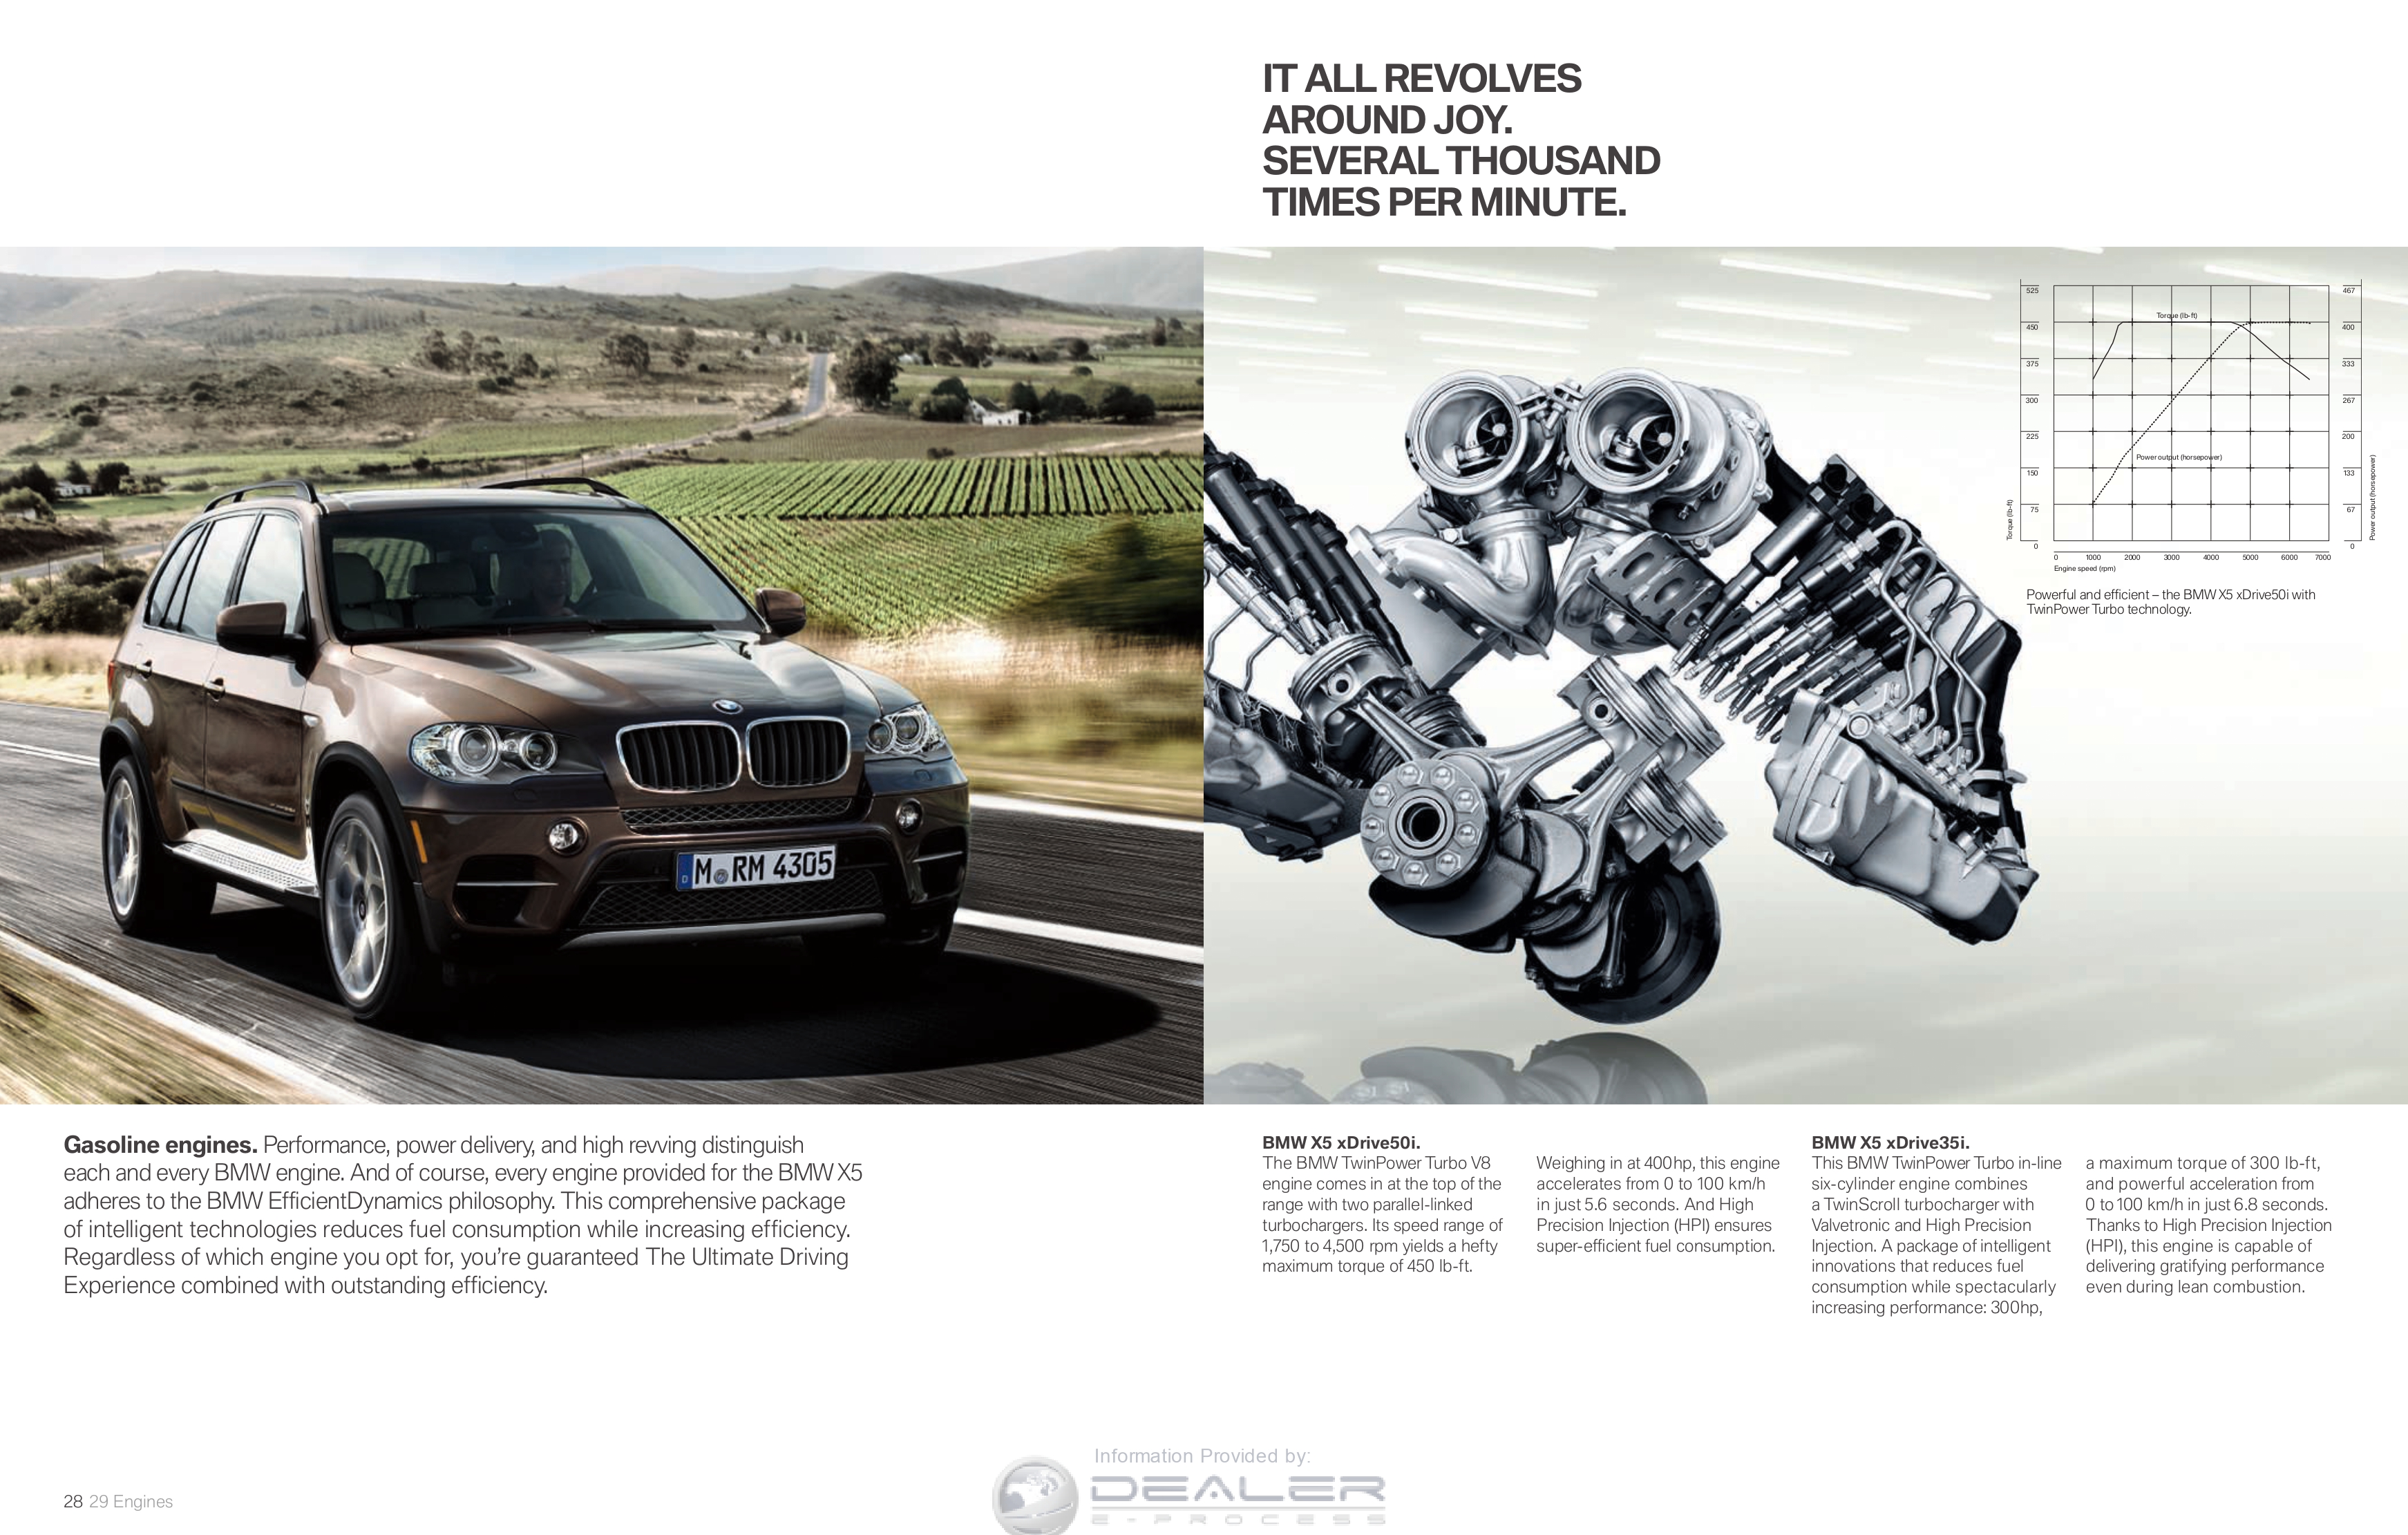 IT ALL REVOLVES
AROUND JOY.
SEVERAL THOUSAND
TIMES PER MINUTE.
525
450
375
300
225
150
75
0
Torque (lb-ft)
Torque (lb-ft)
Power output (horsepower)
467
400
333
267
200
133
67
0
Power output (horsepower)
0 1000 2000 3000 4000 5000 6000 7000
Engine speed (rpm)
Powerful and efficient – the BMW X5 xDrive50i with
TwinPower Turbo technology.
M RM 4305
D
Gasoline engines. Performance, power delivery, and high revving distinguish
each and every BMW engine. And of course, every engine provided for the BMW X5
adheres to the BMW EfficientDynamics philosophy. This comprehensive package
of intelligent technologies reduces fuel consumption while increasing efficiency.
Regardless of which engine you opt for, you’re guaranteed The Ultimate Driving
Experience combined with outstanding efficiency.
BMW X5 xDrive50i.
The BMW TwinPower Turbo V8
engine comes in at the top of the
range with two parallel-linked
turbochargers. Its speed range of
1,750 to 4,500 rpm yields a hefty
maximum torque of 450 lb-ft.
Weighing in at 400 hp, this engine
accelerates from 0 to 100 km/h
in just 5.6 seconds. And High
Precision Injection (HPI) ensures
super-efficient fuel consumption.
BMW X5 xDrive35i.
This BMW TwinPower Turbo in-line
six-cylinder engine combines
a TwinScroll turbocharger with
Valvetronic and High Precision
Injection. A package of intelligent
innovations that reduces fuel
consumption while spectacularly
increasing performance: 300 hp,
a maximum torque of 300 lb-ft,
and powerful acceleration from
0 to 100 km/h in just 6.8 seconds.
Thanks to High Precision Injection
(HPI), this engine is capable of
delivering gratifying performance
even during lean combustion.
28 29 Engines
Information Provided by:
DEALER
E-PROCESS